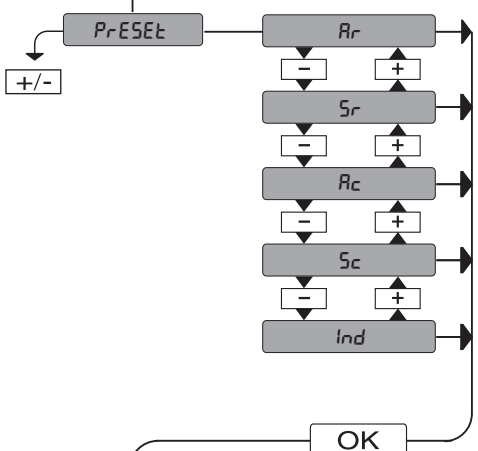 PrESEt
Ar
+/-
- +
Sr
- +
Ac
- +
Sc
- +
Ind
OK